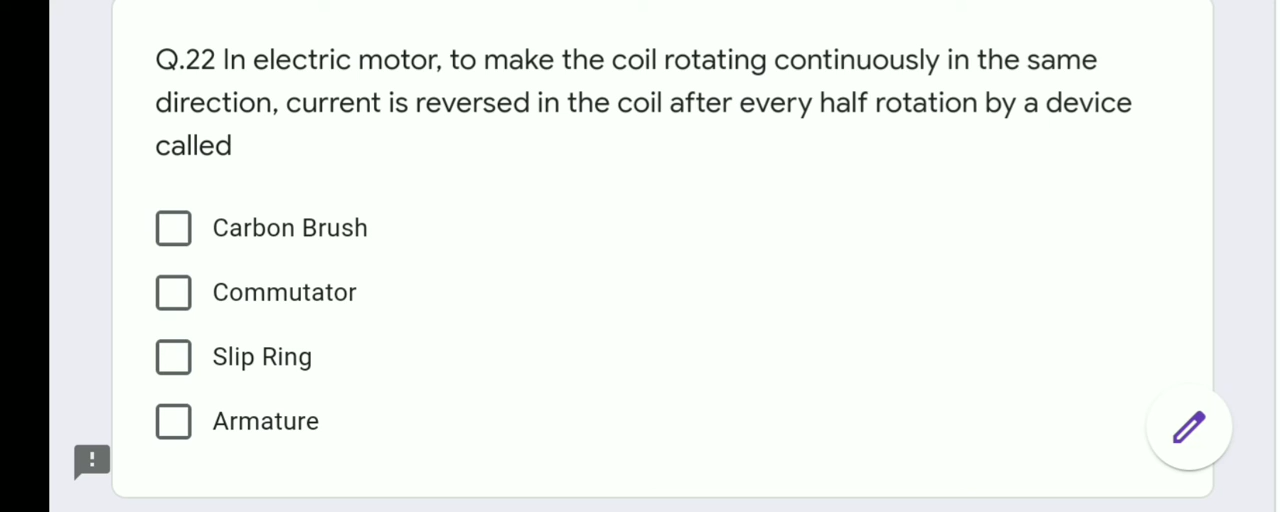 Q.22 In electric motor, to make the coil rotating continuously in the same
direction, current is reversed in the coil after every half rotation by a device
called
Carbon Brush
Commutator
Slip Ring
Armature